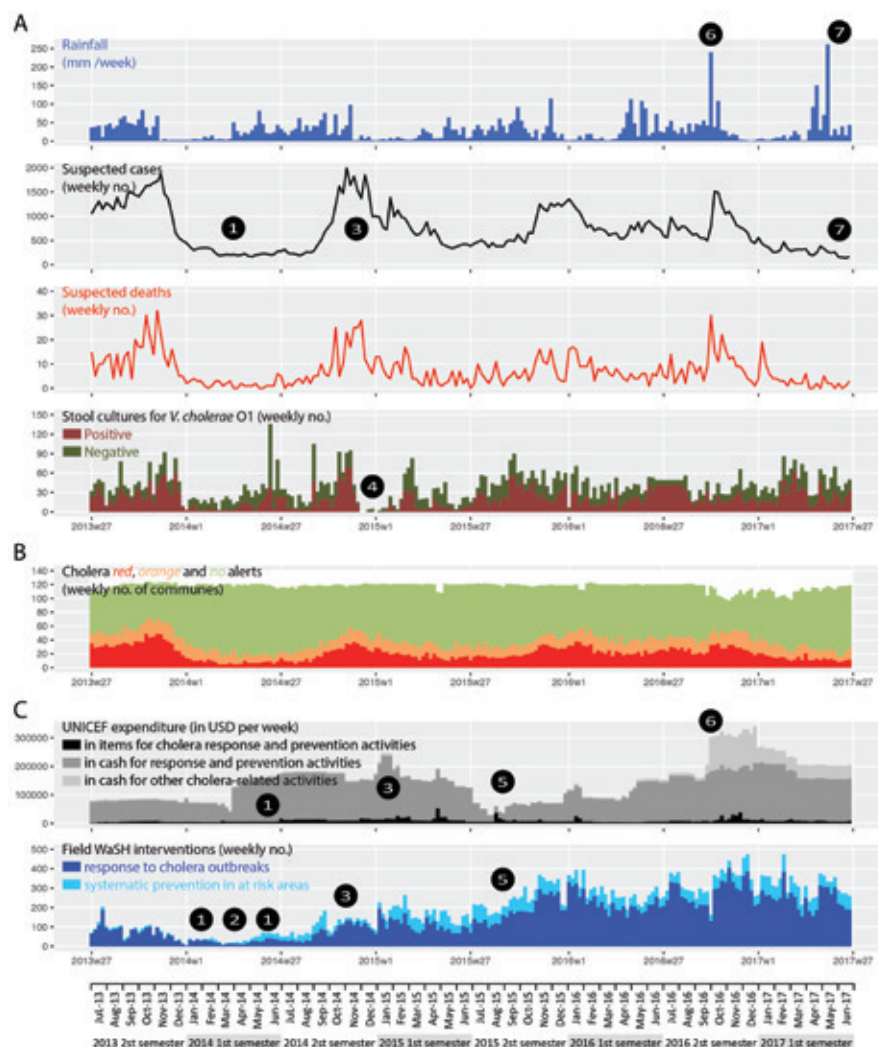 A
Rainfall
(mm /week)
6
7
250
200
150
100
50
0
Suspected cases
(weekly no.)
1
3
7
2000
1500
1000
500
0
Suspected deaths
(weekly no.)
40
30
20
10
0
Stool cultures for V. cholerae O1 (weekly no.)
Positive
Negative
4
150
120
90
60
30
0
2013w27 2014w1 2014w27 2015w1 2015w27 2016w1 2016w27 2017w1 2017w27
B
Cholera red, orange and no alerts
(weekly no. of communes)
140
120
100
80
60
40
20
0
2013w27 2014w1 2014w27 2015w1 2015w27 2016w1 2016w27 2017w1 2017w27
C
UNICEF expenditure (in USD per week)
in items for cholera response and prevention activities
in cash for response and prevention activities
in cash for other cholera-related activities
1
3
5
6
300000
200000
100000
0
Field WaSH interventions (weekly no.)
response to cholera outbreaks
systematic prevention in at risk areas
1
2
1
3
5
500
400
300
200
100
0
2013w27 2014w1 2014w27 2015w1 2015w27 2016w1 2016w27 2017w1 2017w27
Jul.-13 Aug-13 Sep-13 Oct-13 Nov-13 Dec-13 Jan-14 Fev-14 Mar-14 Apr-14 May-14 Jun-14 Jul-14 Aug-14 Sep-14 Oct-14 Nov-14 Dec-14 Jan-15 Feb-15 Mar-15 Apr-15 May-15 Jun-15 Jul-15 Aug-15 Sep-15 Oct-15 Nov-15 Dec-15 Jan-16 Feb-16 Mar-16 Apr-16 May-16 Jun-16 Jul-16 Aug-16 Sep-16 Oct-16 Nov-16 Dec-16 Jan-17 Feb-17 Mar-17 Apr-17 May-17 Jun-17
2013 2st semester 2014 1st semester 2014 2st semester 2015 1st semester 2015 2st semester 2016 1st semester 2016 2st semester 2017 1st semester